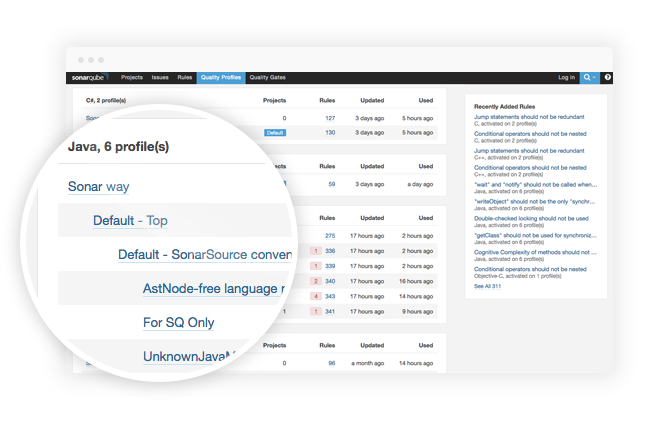 sonarqube Projects Issues Rules Quality Profiles Quality Gates Log in ?
C#, 2 profile(s) Projects Rules Updated Used
0 127 3 days ago 5 hours ago
Default 130 3 days ago 5 hours ago
Projects Rules Updated Used
59 3 days ago a day ago
Rules Updated Used
275 17 hours ago 2 hours ago
1 336 17 hours ago 2 hours ago
1 339 17 hours ago 2 hours ago
2 340 17 hours ago 16 hours ago
4 343 17 hours ago 14 hours ago
1 341 17 hours ago 9 hours ago
Projects Rules Updated Used
0 96 a month ago 14 hours ago
Java, 6 profile(s)
Sonar way
Default - Top
Default - SonarSource conven
AstNode-free language
For SQ Only
UnknownJava
Recently Added Rules
Jump statements should not be redundant
C, activated on 2 profile(s)
Conditional operators should not be nested
C, activated on 2 profile(s)
Jump statements should not be redundant
C++, activated on 2 profile(s)
Conditional operators should not be nested
C++, activated on 2 profile(s)
"wait" and "notify" should only be called when...
Java, activated on 6 profile(s)
"writeObject" should not be the only "synchr...
Java, activated on 6 profile(s)
Double-checked locking should not be used
Java, activated on 6 profile(s)
"getClass" should not be used for synchroniz...
Java, activated on 6 profile(s)
Cognitive Complexity of methods should not ...
Java, activated on 6 profile(s)
Conditional operators should not be nested
Objective-C, activated on 1 profile(s)
See All 311